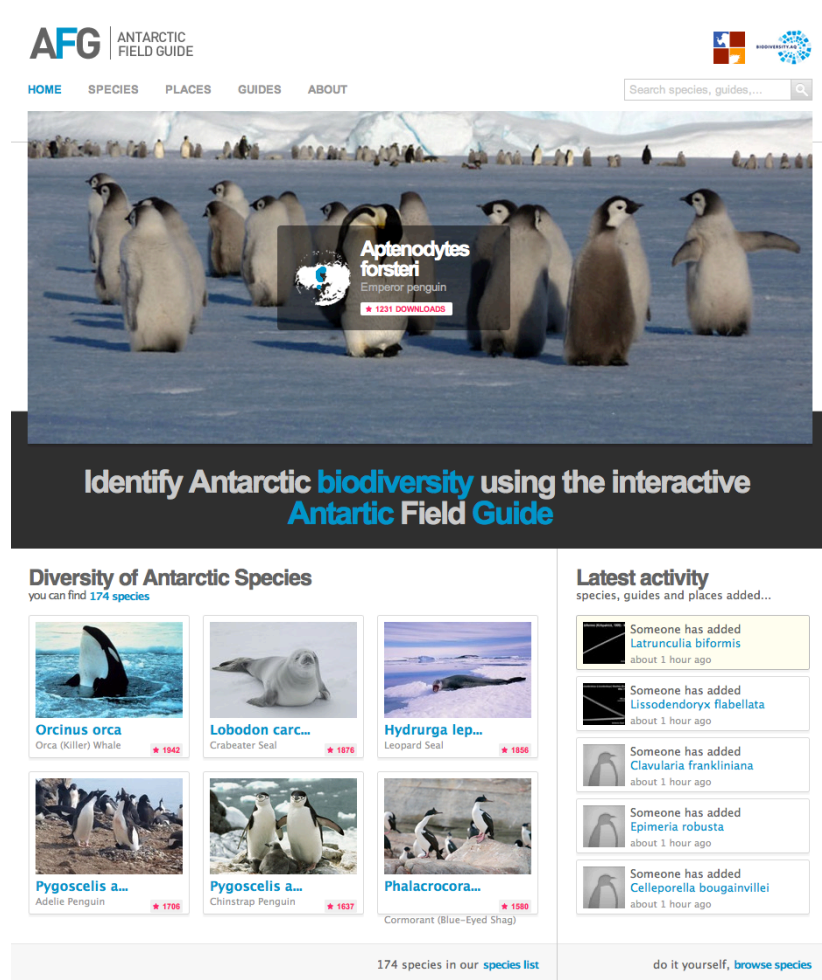 AFG ANTARCTIC
FIELD GUIDE
BIODIVERSITY.AQ
HOME SPECIES PLACES GUIDES ABOUT
Search species, guides,...
Aptenodytes
forsteri
Emperor penguin
★ 1231 DOWNLOADS
Identify Antarctic biodiversity using the interactive
Antartic Field Guide
Diversity of Antarctic Species
you can find 174 species
Orcinus orca
Orca (Killer) Whale
★ 1942
Lobodon carc...
Crabeater Seal
★ 1876
Hydrurga lep...
Leopard Seal
★ 1856
Pygoscelis a...
Adelie Penguin
★ 1706
Pygoscelis a...
Chinstrap Penguin
★ 1637
Phalacrocora...
★ 1580
Cormorant (Blue-Eyed Shag)
174 species in our species list
Latest activity
species, guides and places added...
Someone has added
Latrunculia biformis
about 1 hour ago
Someone has added
Lissodendoryx flabellata
about 1 hour ago
Someone has added
Clavularia frankliniana
about 1 hour ago
Someone has added
Epimeria robusta
about 1 hour ago
Someone has added
Celleporella bougainvillei
about 1 hour ago
do it yourself, browse species